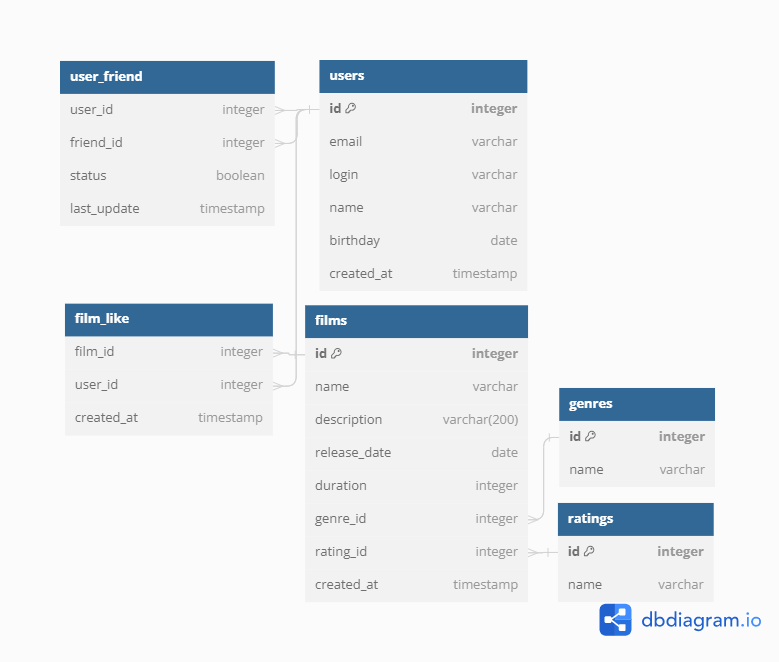 user_friend
user_id integer
friend_id integer
status boolean
last_update timestamp
users
id integer
email varchar
login varchar
name varchar
birthday date
created_at timestamp
film_like
film_id integer
user_id integer
created_at timestamp
films
id integer
name varchar
description varchar(200)
release_date date
duration integer
genre_id integer
rating_id integer
created_at timestamp
genres
id integer
name varchar
ratings
id integer
name varchar
dbdiagram.io